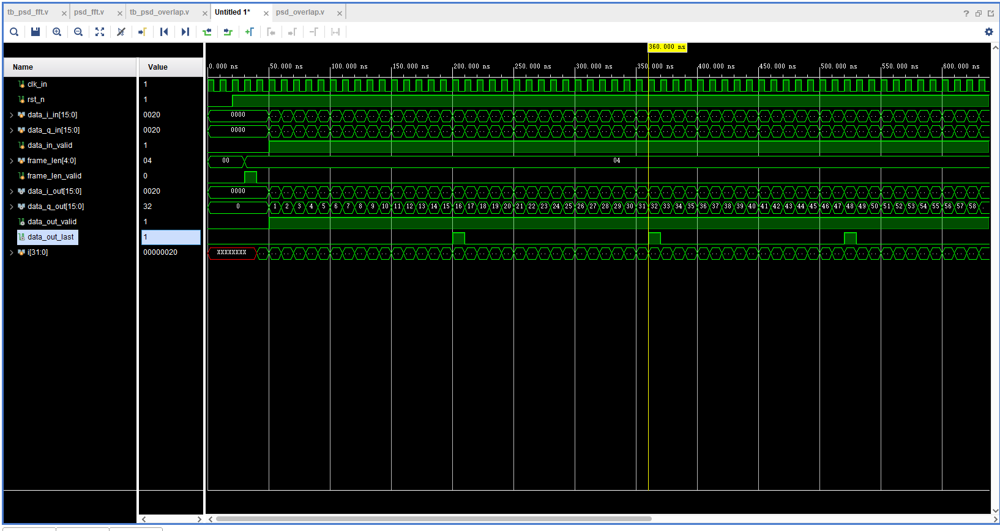 tb_psd_fft.v × psd_fft.v × tb_psd_overlap.v × Untitled 1* × psd_overlap.v ×
360.000 ns
Name Value 0.000 ns 50.000 ns 100.000 ns 150.000 ns 200.000 ns 250.000 ns 300.000 ns 350.000 ns 400.000 ns 450.000 ns 500.000 ns 550.000 ns 600.000 ns
clk_in 1
rst_n 1
data_i_in[15:0] 0020 0000
data_q_in[15:0] 0020 0000
data_in_valid 1
frame_len[4:0] 04 00 04
frame_len_valid 0
data_i_out[15:0] 0020 0000
data_q_out[15:0] 32 0 1 2 3 4 5 6 7 8 9 10 11 12 13 14 15 16 17 18 19 20 21 22 23 24 25 26 27 28 29 30 31 32 33 34 35 36 37 38 39 40 41 42 43 44 45 46 47 48 49 50 51 52 53 54 55 56 57 58
data_out_valid 1
data_out_last 1
i[31:0] 00000020 XXXXXXXX